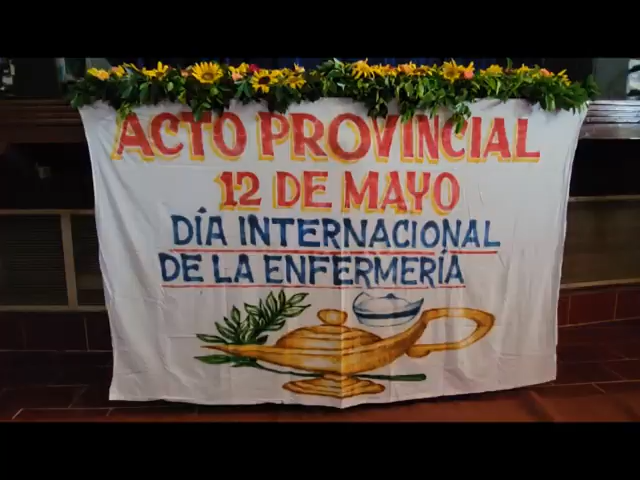 ACTO PROVINCIAL
12 DE MAYO
DÍA INTERNACIONAL
DE LA ENFERMERÍA